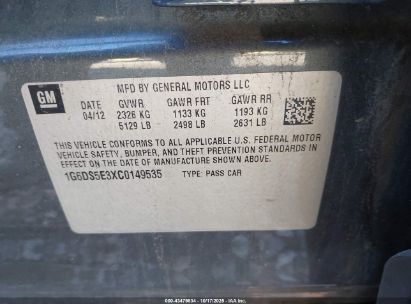 MFD BY GENERAL MOTORS LLC
GM
DATE GVWR GAWR FRT GAWR RR
04/12 2326 KG 1133 KG 1193 KG
5129 LB 2498 LB 2631 LB
THIS VEHICLE CONFORMS TO ALL APPLICABLE U.S. FEDERAL MOTOR
VEHICLE SAFETY, BUMPER, AND THEFT PREVENTION STANDARDS IN
EFFECT ON THE DATE OF MANUFACTURE SHOWN ABOVE.
1G6DS5E3XC0149535 TYPE: PASS CAR